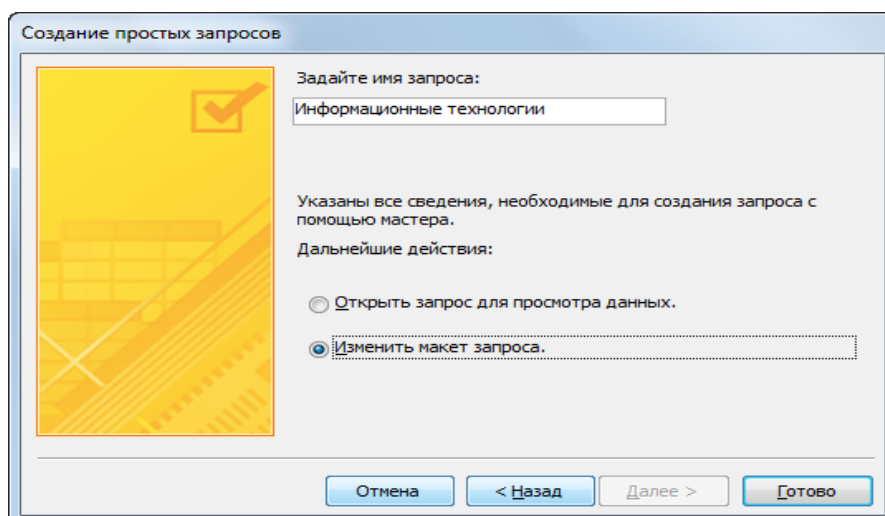 Создание простых запросов
Задайте имя запроса:
Информационные технологии
Указаны все сведения, необходимые для создания запроса с
помощью мастера.
Дальнейшие действия:
Открыть запрос для просмотра данных.
Изменить макет запроса.
Отмена
< Назад
Далее >
Готово